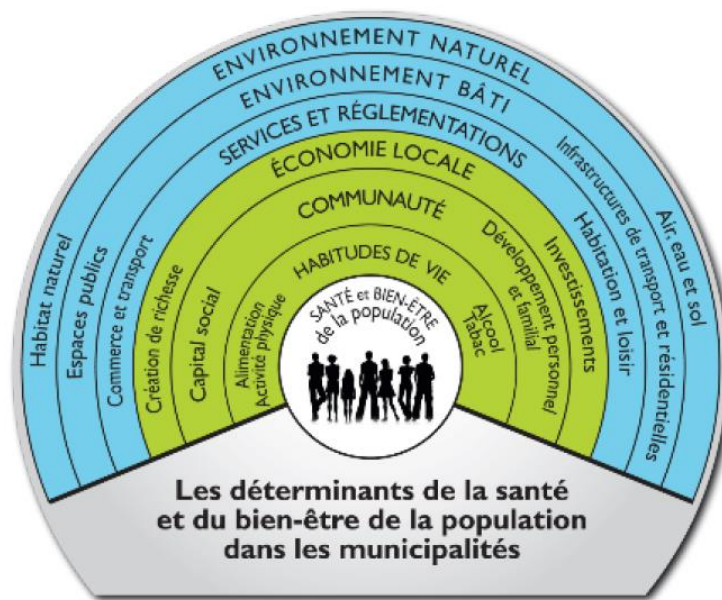 ENVIRONNEMENT NATUREL
Habitat naturel
Air, eau et sol
ENVIRONNEMENT BÂTI
Espaces publics
Infrastructures de transport et résidentielles
SERVICES ET RÉGLEMENTATIONS
Commerce et transport
Habitation et loisir
ÉCONOMIE LOCALE
Création de richesse
Investissements
COMMUNAUTÉ
Capital social
Développement personnel
et familial
HABITUDES DE VIE
Alimentation
Activité physique
Alcool
Tabac
SANTÉ et BIEN-ÊTRE
de la population
Les déterminants de la santé
et du bien-être de la population
dans les municipalités